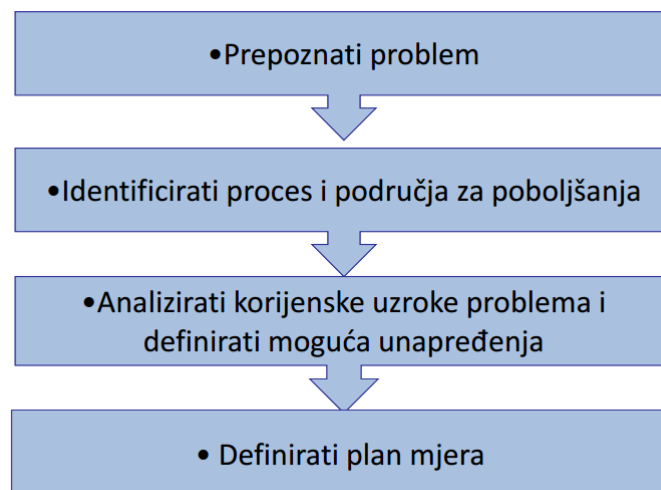 •Prepoznati problem
•Identificirati proces i područja za poboljšanja
•Analizirati korijenske uzroke problema i
definirati moguća unapređenja
• Definirati plan mjera